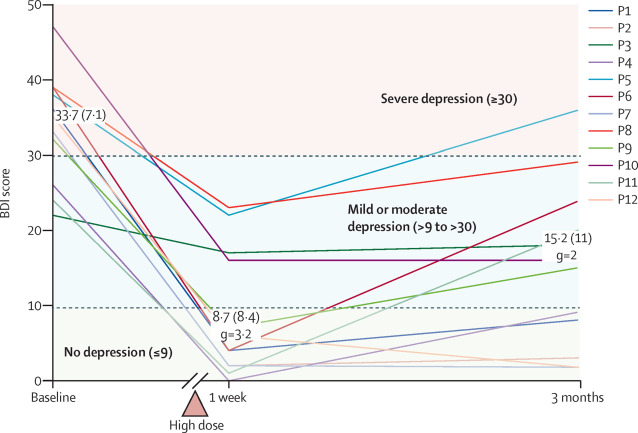 50
40
30
20
10
0
BDI score
33·7 (7·1)
Severe depression (≥30)
Mild or moderate
depression (>9 to >30)
15·2 (11)
g=2
8·7 (8·4)
g=3·2
No depression (≤9)
Baseline
1 week
3 months
High dose
P1
P2
P3
P4
P5
P6
P7
P8
P9
P10
P11
P12